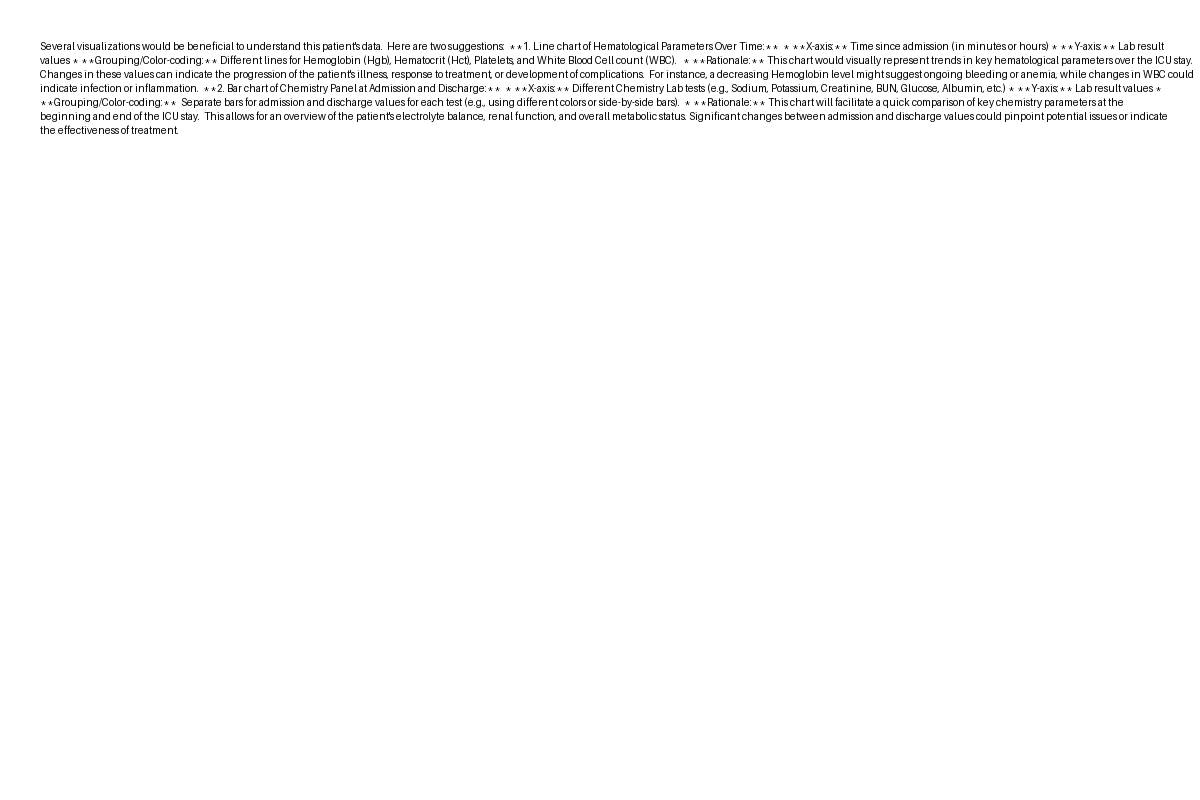 Several visualizations would be beneficial to understand this patient's data.  Here are two suggestions:  **1. Line chart of Hematological Parameters Over Time:**  * **X-axis:** Time since admission (in minutes or hours) * **Y-axis:** Lab result
values * **Grouping/Color-coding:** Different lines for Hemoglobin (Hgb), Hematocrit (Hct), Platelets, and White Blood Cell count (WBC).  * **Rationale:** This chart would visually represent trends in key hematological parameters over the ICU stay.
Changes in these values can indicate the progression of the patient's illness, response to treatment, or development of complications.  For instance, a decreasing Hemoglobin level might suggest ongoing bleeding or anemia, while changes in WBC could
indicate infection or inflammation.  **2. Bar chart of Chemistry Panel at Admission and Discharge:**  * **X-axis:** Different Chemistry Lab tests (e.g., Sodium, Potassium, Creatinine, BUN, Glucose, Albumin, etc.) * **Y-axis:** Lab result values *
**Grouping/Color-coding:**  Separate bars for admission and discharge values for each test (e.g., using different colors or side-by-side bars).  * **Rationale:** This chart will facilitate a quick comparison of key chemistry parameters at the
beginning and end of the ICU stay.  This allows for an overview of the patient's electrolyte balance, renal function, and overall metabolic status. Significant changes between admission and discharge values could pinpoint potential issues or indicate
the effectiveness of treatment.